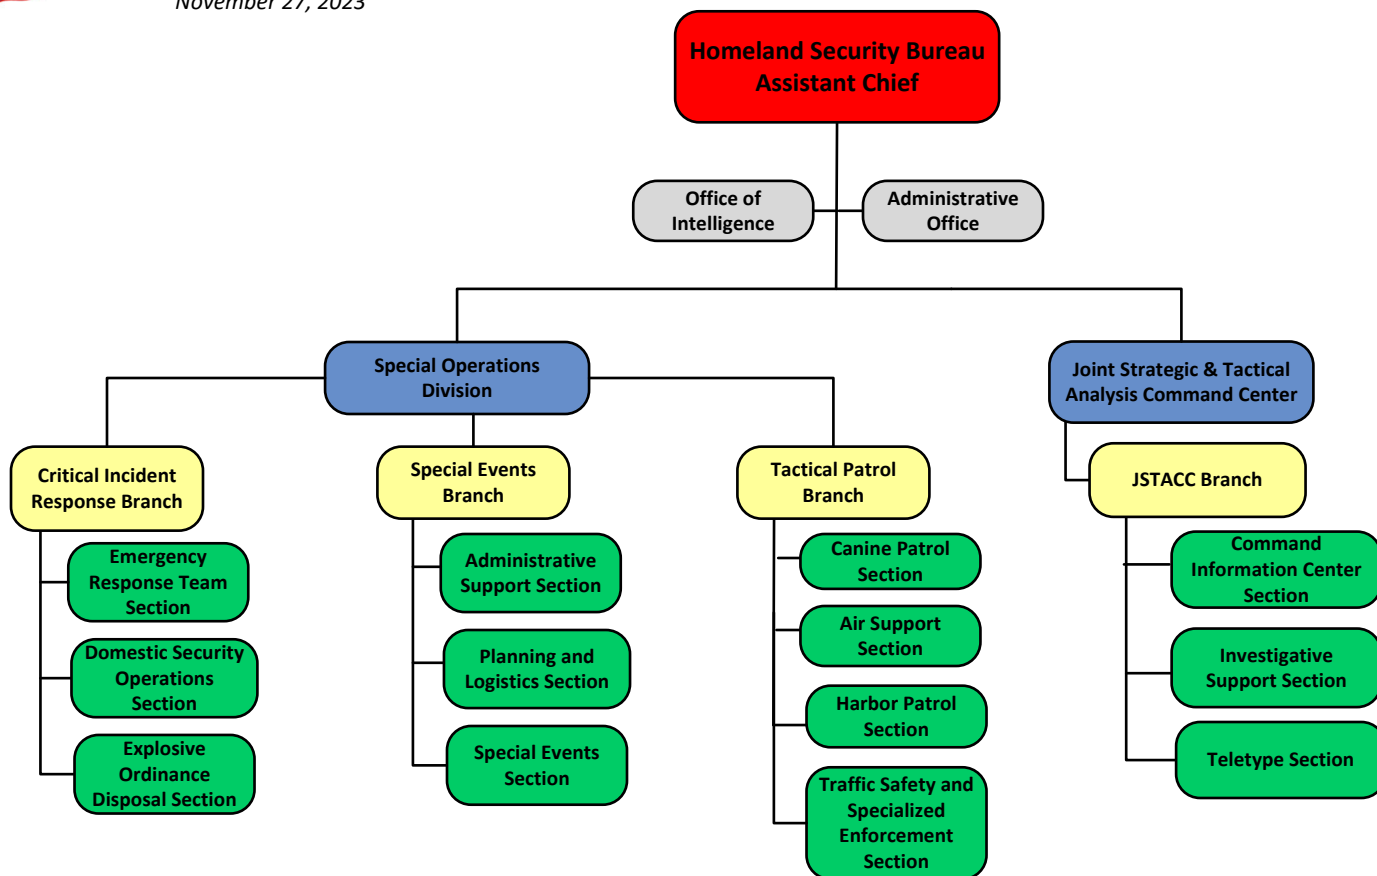 November 27, 2023
Homeland Security Bureau
Assistant Chief
Office of
Intelligence
Administrative
Office
Special Operations
Division
Joint Strategic & Tactical
Analysis Command Center
Critical Incident
Response Branch
Special Events
Branch
Tactical Patrol
Branch
JSTACC Branch
Emergency
Response Team
Section
Domestic Security
Operations
Section
Explosive
Ordinance
Disposal Section
Administrative
Support Section
Planning and
Logistics Section
Special Events
Section
Canine Patrol
Section
Air Support
Section
Harbor Patrol
Section
Traffic Safety and
Specialized
Enforcement
Section
Command
Information Center
Section
Investigative
Support Section
Teletype Section